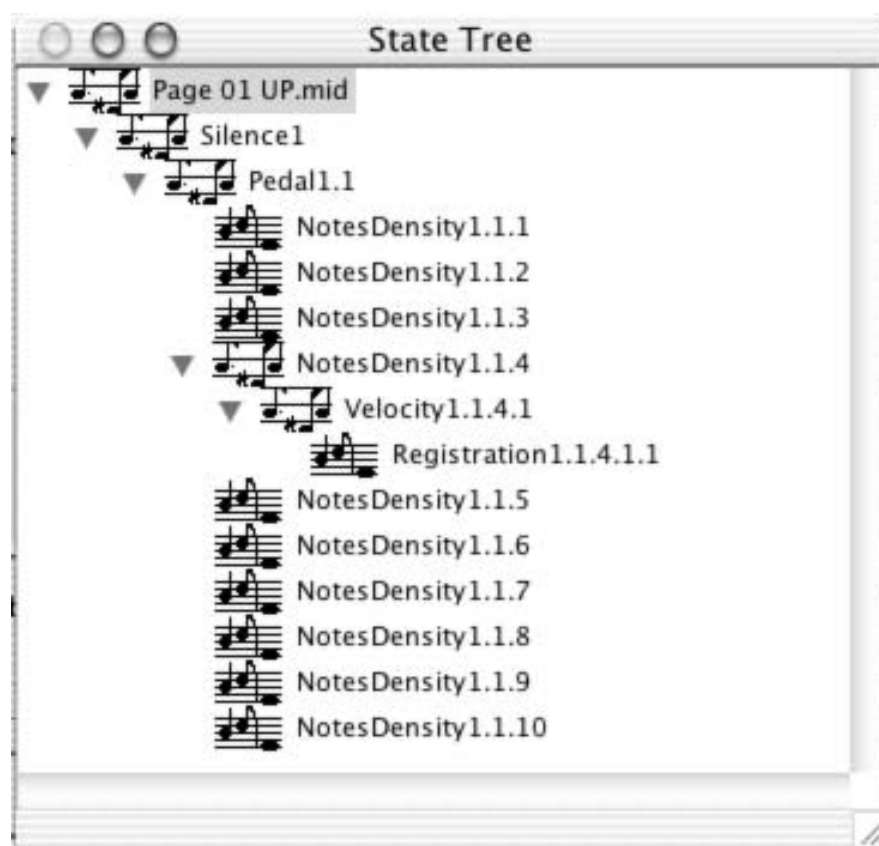 State Tree
Page 01 UP.mid
Silence1
Pedal1.1
NotesDensity1.1.1
NotesDensity1.1.2
NotesDensity1.1.3
NotesDensity1.1.4
Velocity1.1.4.1
Registration1.1.4.1.1
NotesDensity1.1.5
NotesDensity1.1.6
NotesDensity1.1.7
NotesDensity1.1.8
NotesDensity1.1.9
NotesDensity1.1.10